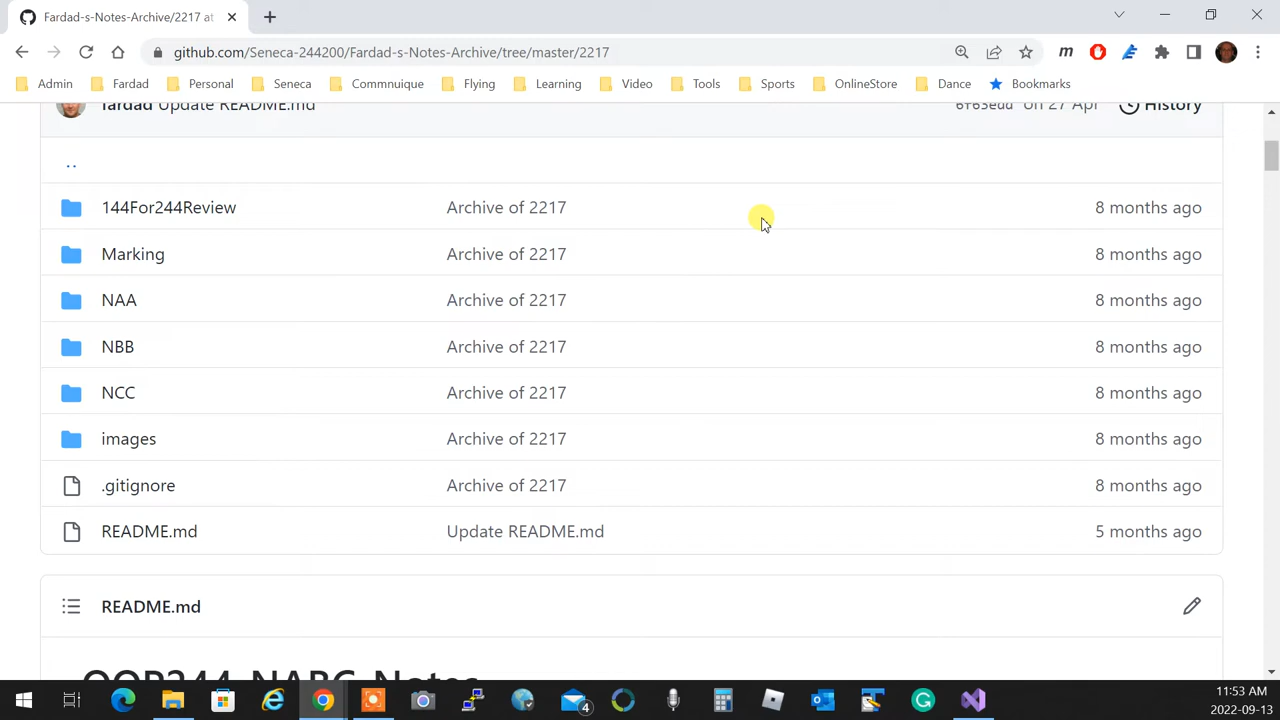 Fardad-s-Notes-Archive/2217 at
github.com/Seneca-244200/Fardad-s-Notes-Archive/tree/master/2217
Admin Fardad Personal Seneca Commnuique Flying Learning Video Tools Sports OnlineStore Dance Bookmarks
fardad Update README.md 6f63edd on 27 Apr History
..
144For244Review Archive of 2217 8 months ago
Marking Archive of 2217 8 months ago
NAA Archive of 2217 8 months ago
NBB Archive of 2217 8 months ago
NCC Archive of 2217 8 months ago
images Archive of 2217 8 months ago
.gitignore Archive of 2217 8 months ago
README.md Update README.md 5 months ago
README.md
OOP244-NABC-Notes
4
11:53 AM
2022-09-13